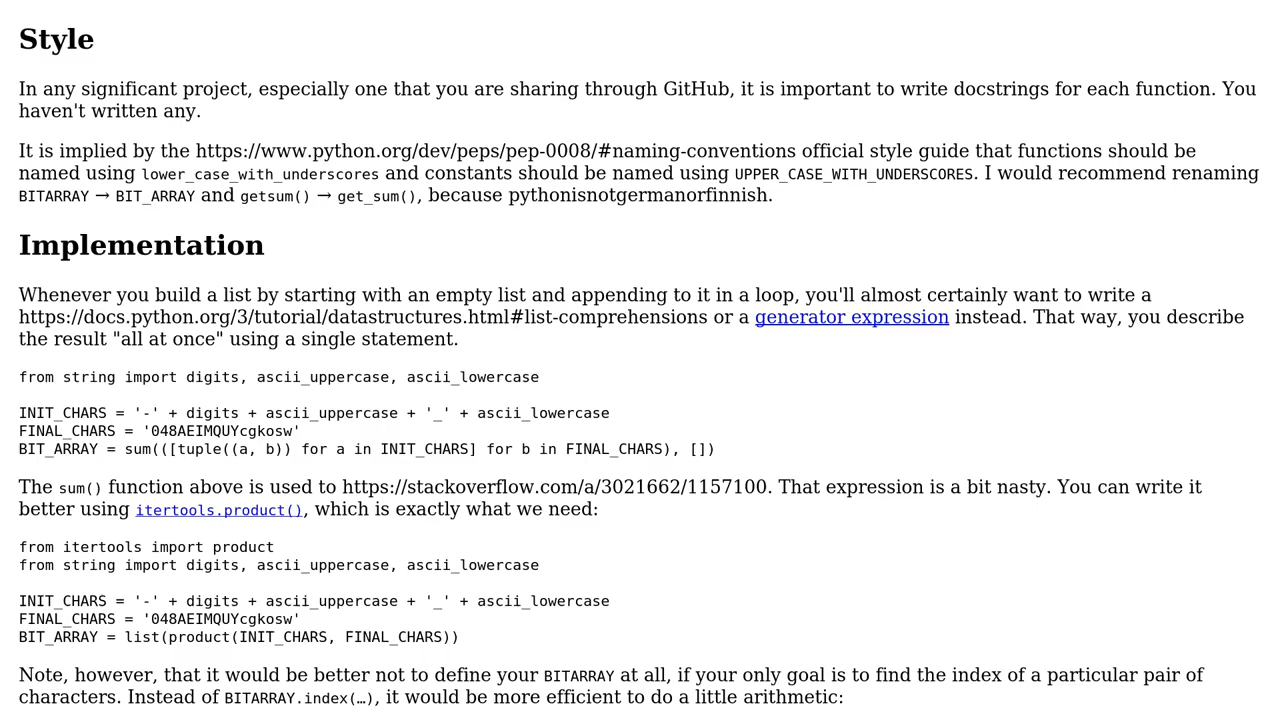 Style
In any significant project, especially one that you are sharing through GitHub, it is important to write docstrings for each function. You
haven't written any.
It is implied by the https://www.python.org/dev/peps/pep-0008/#naming-conventions official style guide that functions should be
named using lower_case_with_underscores and constants should be named using UPPER_CASE_WITH_UNDERSCORES. I would recommend renaming
BITARRAY → BIT_ARRAY and getsum() → get_sum(), because pythonisnotgermanorfinnish.
Implementation
Whenever you build a list by starting with an empty list and appending to it in a loop, you'll almost certainly want to write a
https://docs.python.org/3/tutorial/datastructures.html#list-comprehensions or a generator expression instead. That way, you describe
the result "all at once" using a single statement.
from string import digits, ascii_uppercase, ascii_lowercase
INIT_CHARS = '-' + digits + ascii_uppercase + '_' + ascii_lowercase
FINAL_CHARS = '048AEIMQUYcgkosw'
BIT_ARRAY = sum(([tuple((a, b)) for a in INIT_CHARS] for b in FINAL_CHARS), [])
The sum() function above is used to https://stackoverflow.com/a/3021662/1157100. That expression is a bit nasty. You can write it
better using itertools.product(), which is exactly what we need:
from itertools import product
from string import digits, ascii_uppercase, ascii_lowercase
INIT_CHARS = '-' + digits + ascii_uppercase + '_' + ascii_lowercase
FINAL_CHARS = '048AEIMQUYcgkosw'
BIT_ARRAY = list(product(INIT_CHARS, FINAL_CHARS))
Note, however, that it would be better not to define your BITARRAY at all, if your only goal is to find the index of a particular pair of
characters. Instead of BITARRAY.index(…), it would be more efficient to do a little arithmetic: